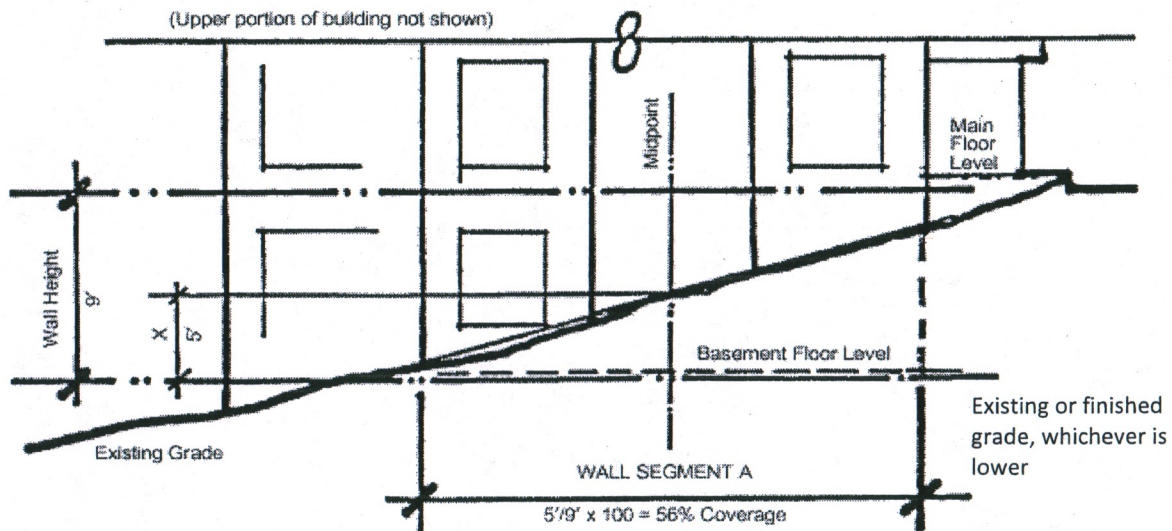 (Upper portion of building not shown)
Midpoint
Main
Floor
Level
Wall Height
9'
X
5'
Basement Floor Level
Existing Grade
Existing or finished
grade, whichever is
lower
WALL SEGMENT A
5'/9' x 100 = 56% Coverage